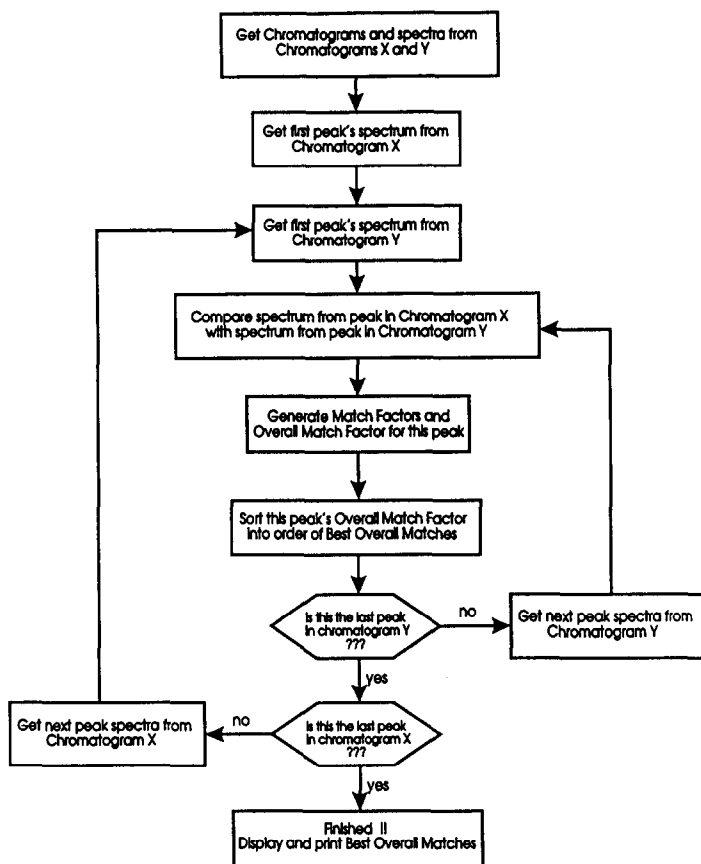 Get Chromatograms and spectra from
Chromatograms X and Y
Get first peak's spectrum from
Chromatogram X
Get first peak's spectrum from
Chromatogram Y
Compare spectrum from peak in Chromatogram X
with spectrum from peak in Chromatogram Y
Generate Match Factors and
Overall Match Factor for this peak
Sort this peak's Overall Match Factor
into order of Best Overall Matches
Is this the last peak
in chromatogram Y
???
no
Get next peak spectra from
Chromatogram Y
yes
Is this the last peak
in chromatogram X
???
no
Get next peak spectra from
Chromatogram X
yes
Finished !!
Display and print Best Overall Matches